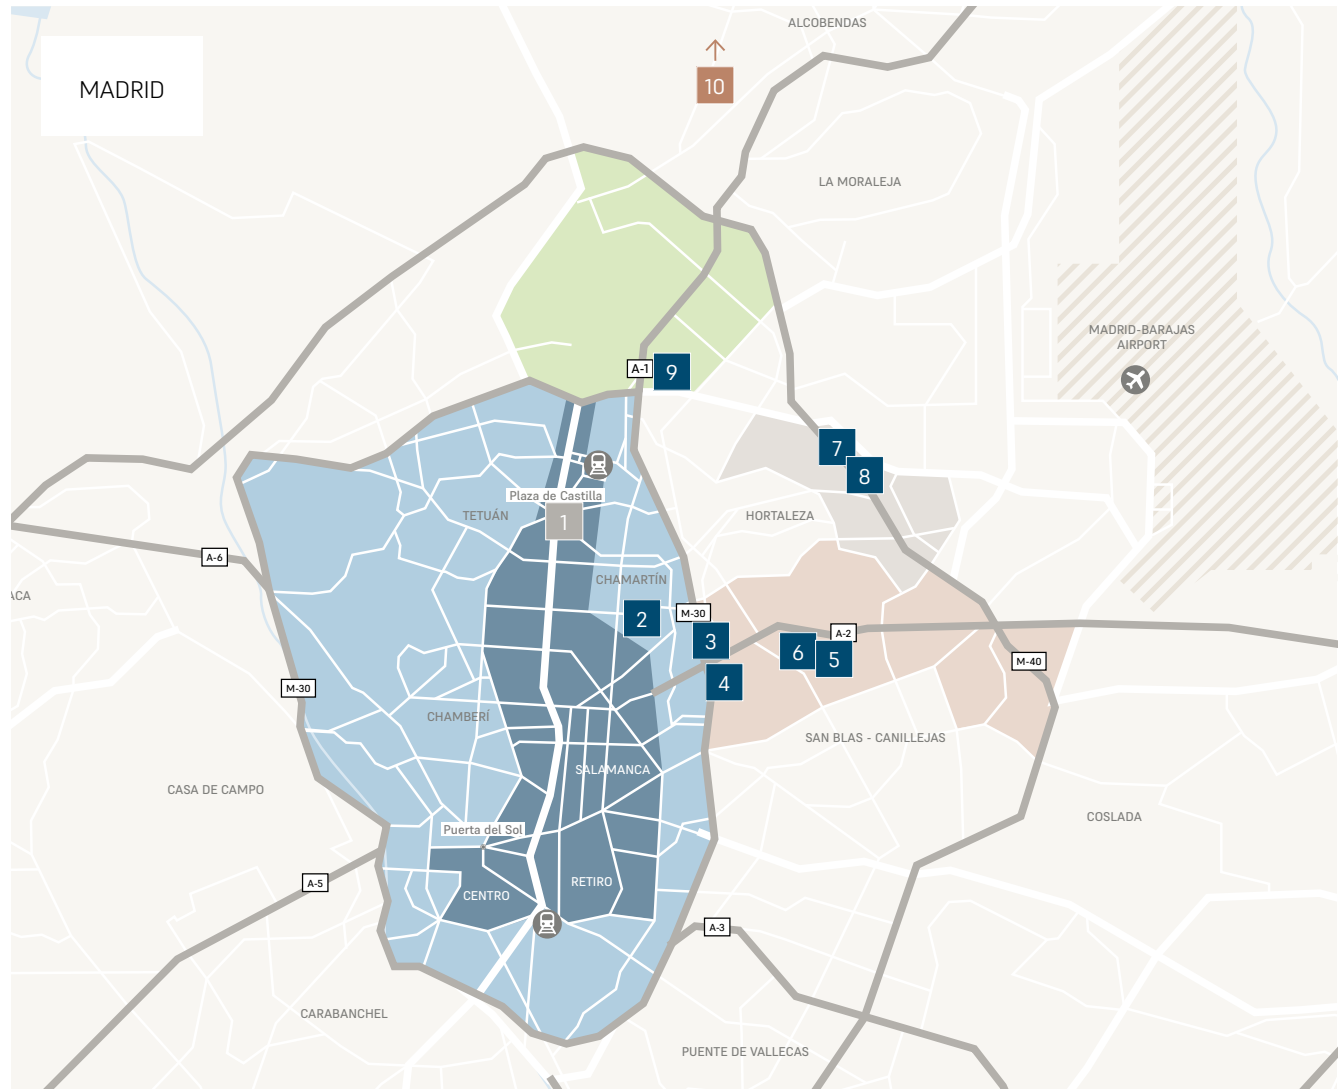 ALCOBENDAS
MADRID
10
LA MORALEJA
MADRID-BARAJAS
AIRPORT
A-1
9
7
8
Plaza de Castilla
TETUÁN
1
HORTALEZA
A-6
CHAMARTÍN
ACA
2
M-30
3
A-2
6
5
M-40
4
M-30
CHAMBERÍ
SAN BLAS - CANILLEJAS
SALAMANCA
CASA DE CAMPO
COSLADA
Puerta del Sol
A-5
RETIRO
CENTRO
A-3
CARABANCHEL
PUENTE DE VALLECAS